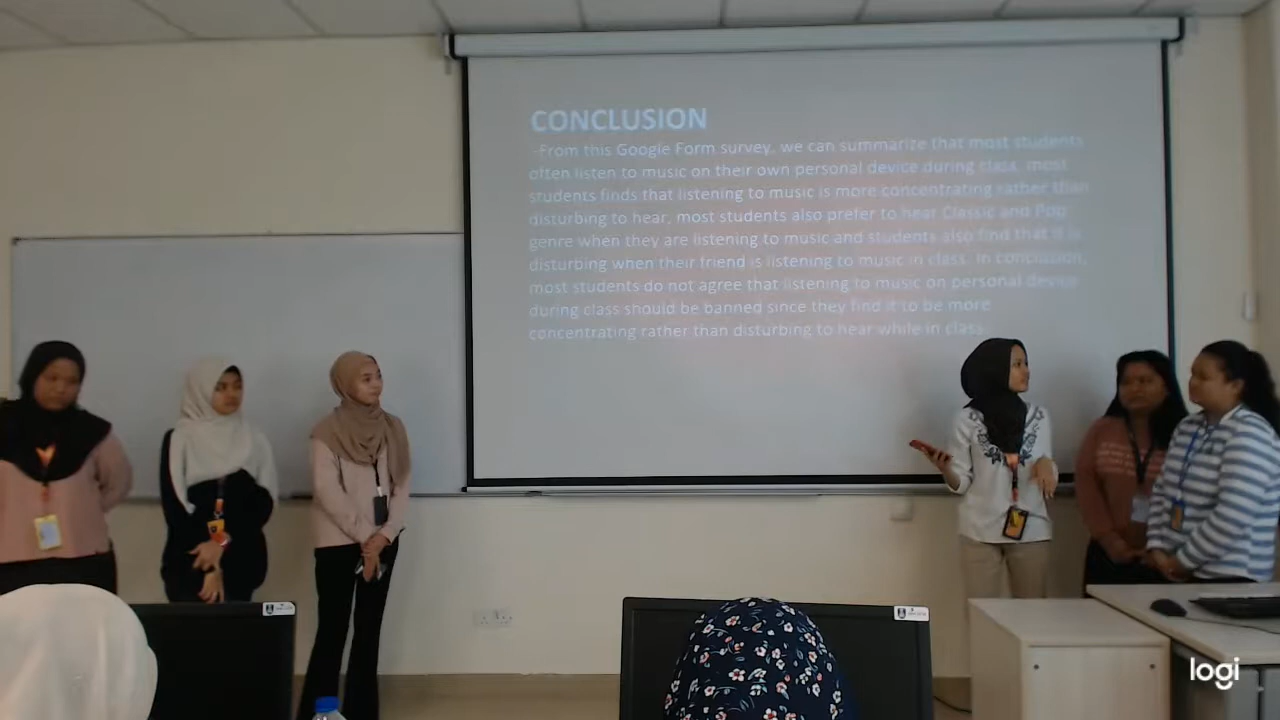 CONCLUSION
-From this Google Form survey, we can summarize that most students
often listen to music on their own personal device during class, most
students finds that listening to music is more concentrating rather than
disturbing to hear, most students also prefer to hear Classic and Pop
genre when they are listening to music and students also find that it is
disturbing when their friend is listening to music in class. In conclusion,
most students do not agree that listening to music on personal device
during class should be banned since they find it to be more
concentrating rather than disturbing to hear while in class.
logi